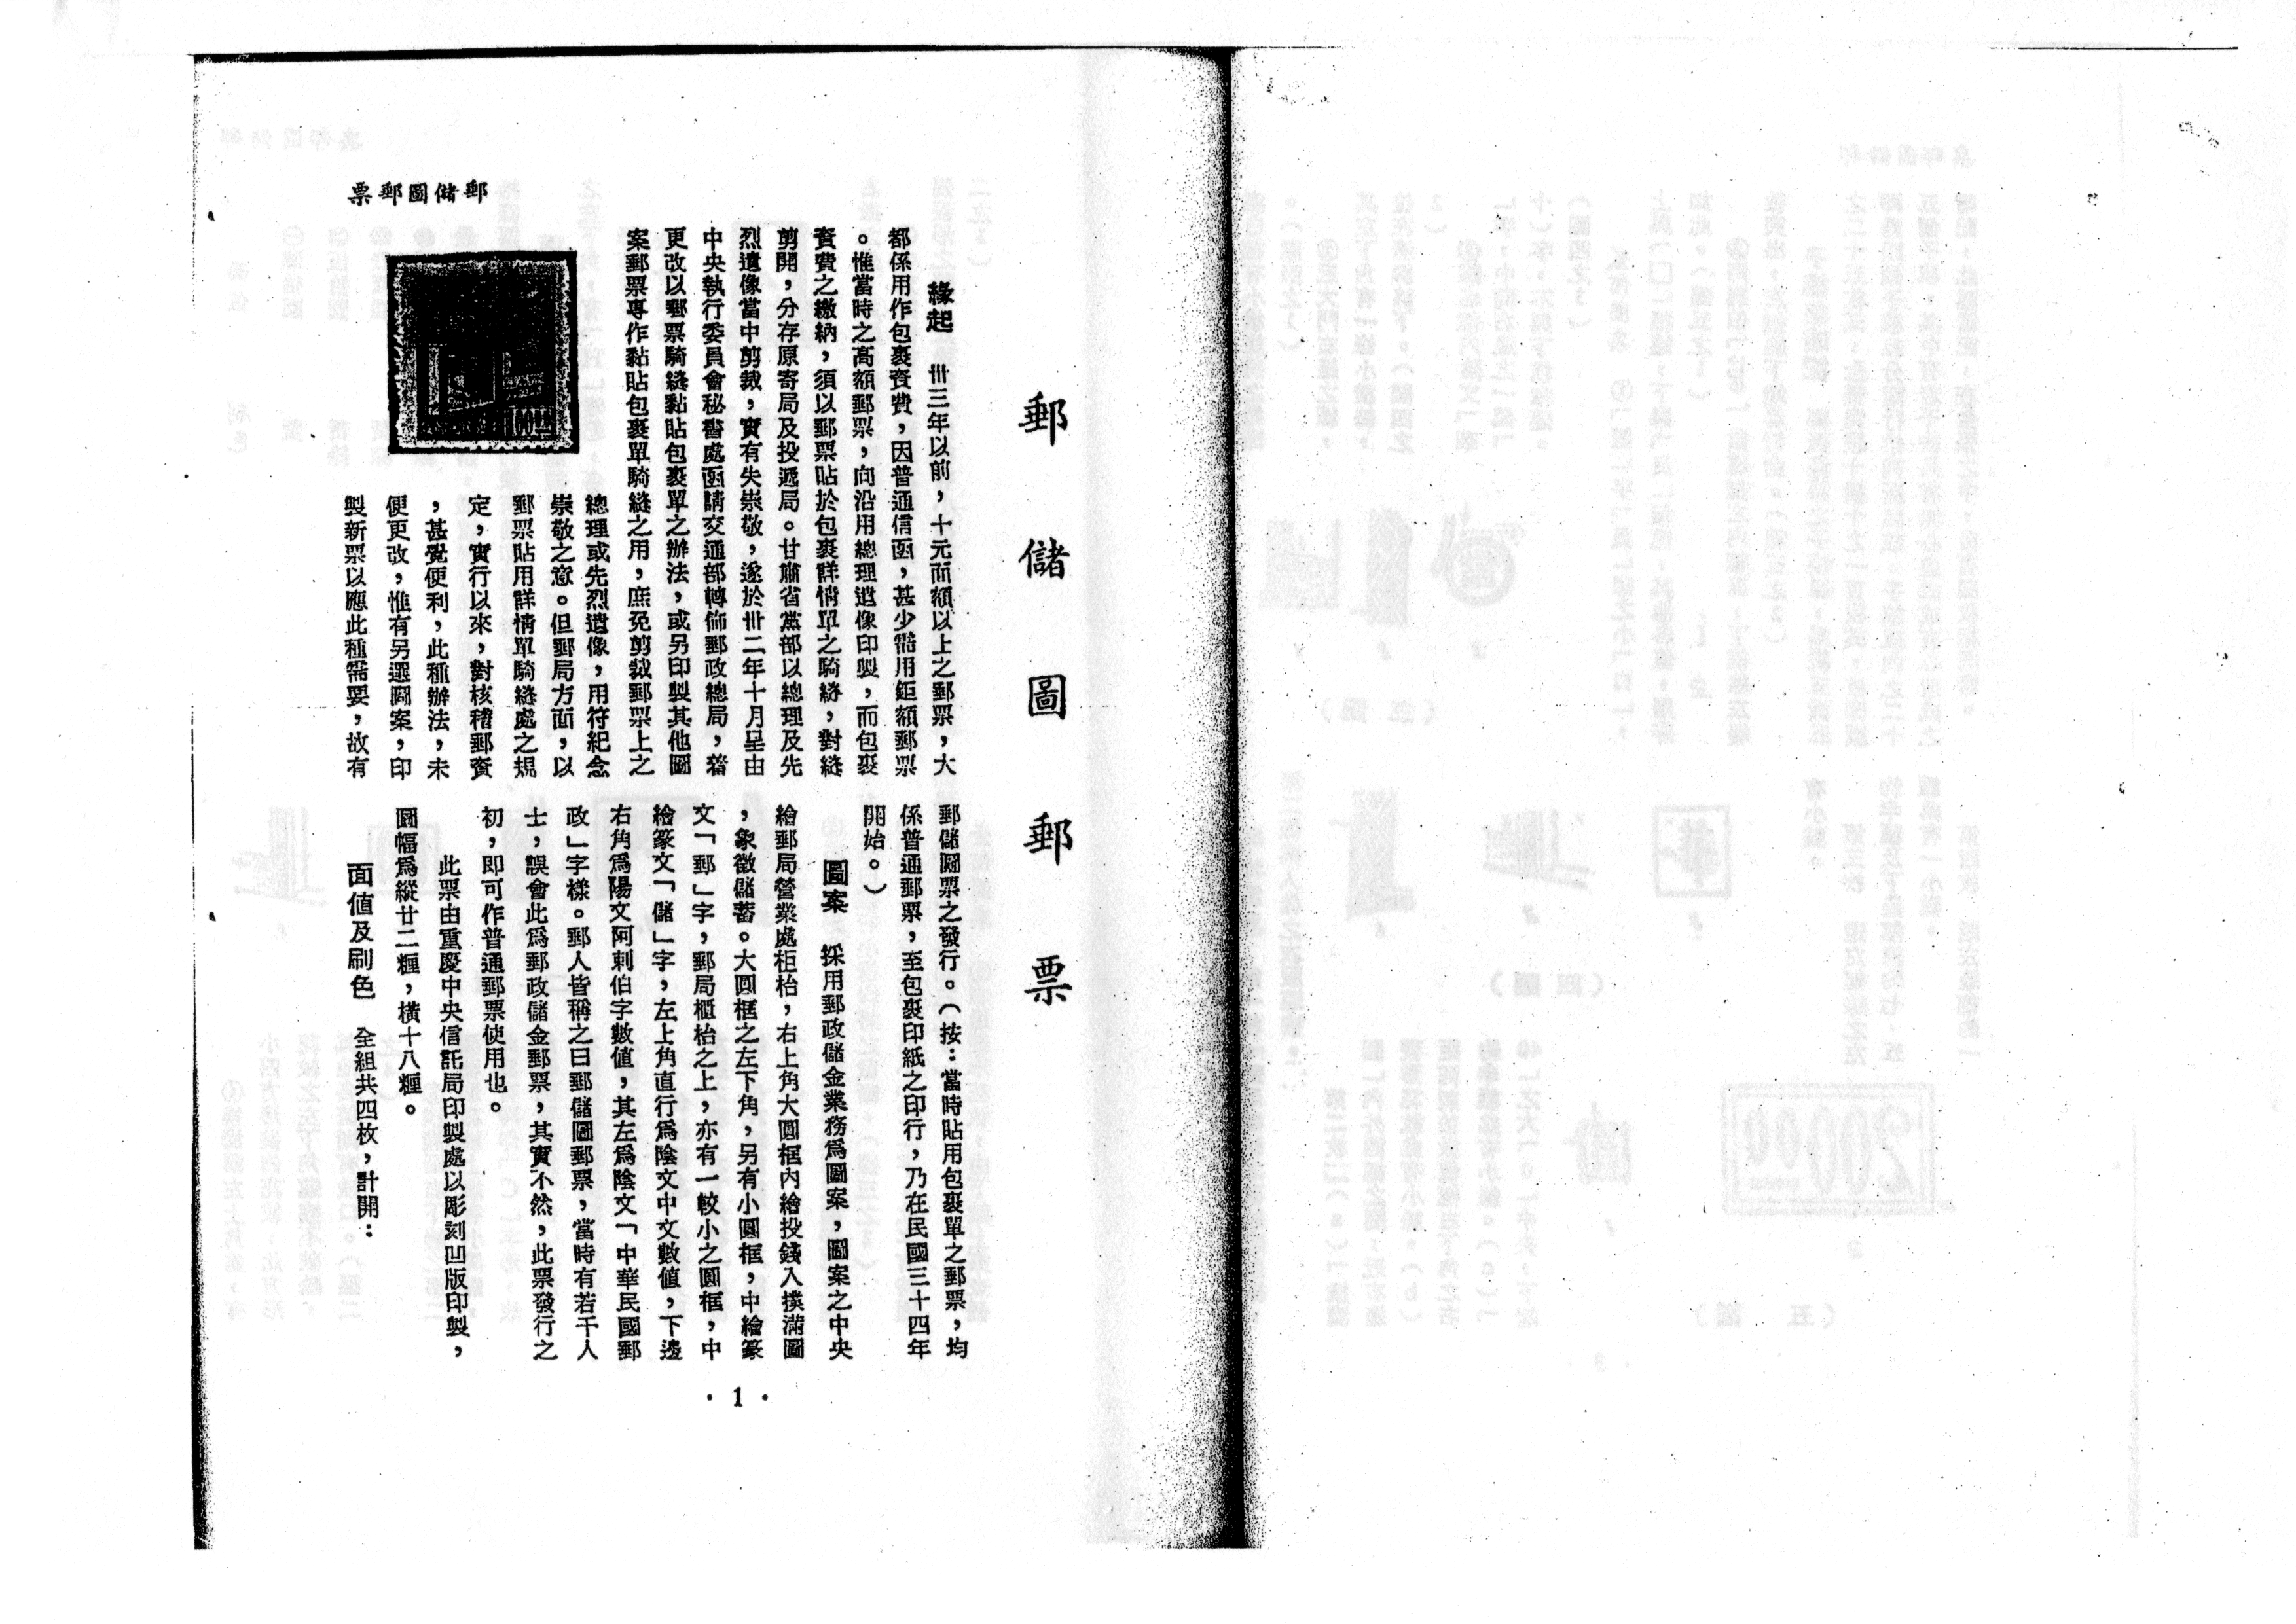 郵儲圖郵票
郵儲圖郵票
緣起　卅三年以前，十元面額以上之郵票，大
都係用作包裹資費，因普通信函，甚少需用鉅額郵票
。惟當時之高額郵票，向沿用總理遺像印製，而包裹
資費之繳納，須以郵票貼於包裹詳情單之騎縫，對縫
剪開，分存原寄局及投遞局。甘肅省黨部以總理及先
烈遺像當中剪裁，實有失崇敬，遂於卅二年十月呈由
中央執行委員會秘書處函請交通部轉飭郵政總局，
更改以郵票騎縫黏貼包裹單之辦法，或另印製其他圖
案郵票專作黏貼包裹單騎縫之用，庶免剪裁郵票上之
總理或先烈遺像，用符紀念
崇敬之意。但郵局方面，以
郵票貼用詳情單騎縫處之規
定，實行以來，對核稽郵資
，甚覺便利，此種辦法，未
便更改，惟有另選圖案，印
製新票以應此種需要，故有
郵儲圖票之發行。（按：當時貼用包裹單之郵票，均
係普通郵票，至包裹印紙之印行，乃在民國三十四年
開始。）
圖案　採用郵政儲金業務為圖案，圖案之中央
繪郵局營業處柜枱，右上角大圓框內繪投錢入撲滿圖
，象徵儲蓄。大圓框之左下角，另有小圓框，中繪篆
文「郵」字，郵局櫃枱之上，亦有一較小之圓框，中
繪篆文「儲」字，左上角直行為陰文中文數值，下邊
右角為陽文阿剌伯字數值，其左為陰文「中華民國郵
政」字樣。郵人皆稱之曰郵儲圖郵票，當時有若干人
士，誤會此為郵政儲金郵票，其實不然，此票發行之
初，即可作普通郵票使用也。
此票由重慶中央信託局印製處以彫刻凹版印製，
圖幅為縱廿二糎，橫十八糎。
面值及刷色　全組共四枚，計開：
· 1 ·